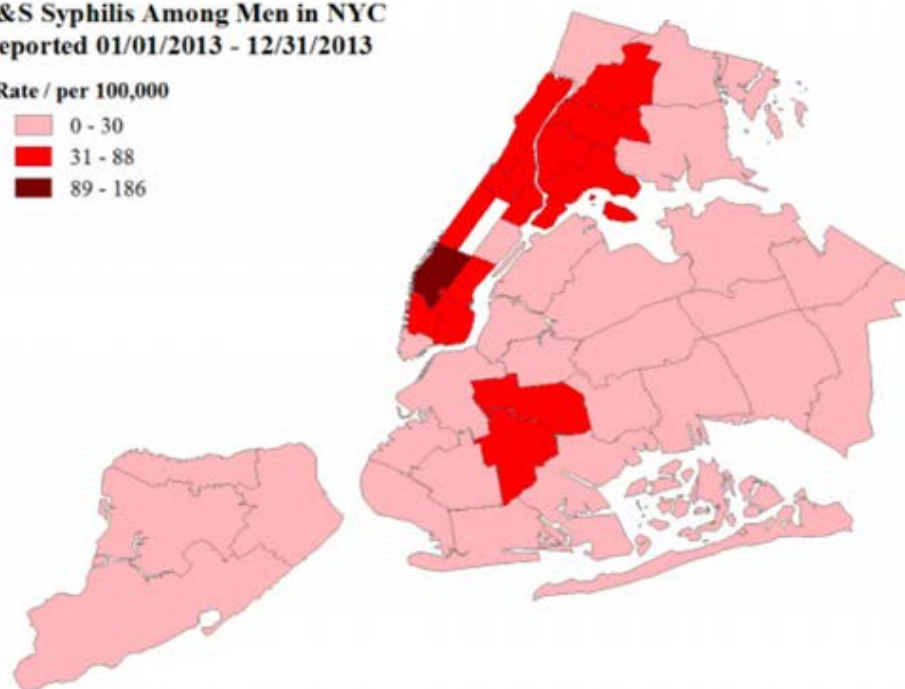 &S Syphilis Among Men in NYC
eported 01/01/2013 - 12/31/2013
Rate / per 100,000
0 - 30
31 - 88
89 - 186